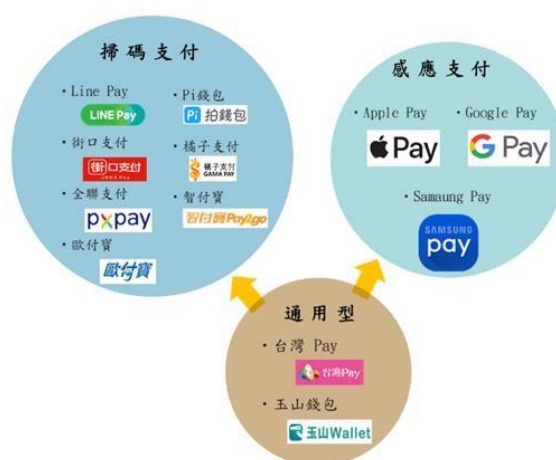 掃碼支付
・Line Pay
LINE Pay
・街口支付
街口支付
JKOS Pay
・全聯支付
pxpay
・歐付寶
歐付寶
・Pi錢包
Pi 拍錢包
・橘子支付
橘子支付
GAMA PAY
・智付寶
智付寶Pay2go
感應支付
・Apple Pay
Pay
・Google Pay
G Pay
・Samaung Pay
SAMSUNG
pay
通用型
・台灣 Pay
台灣Pay
・玉山錢包
玉山Wallet